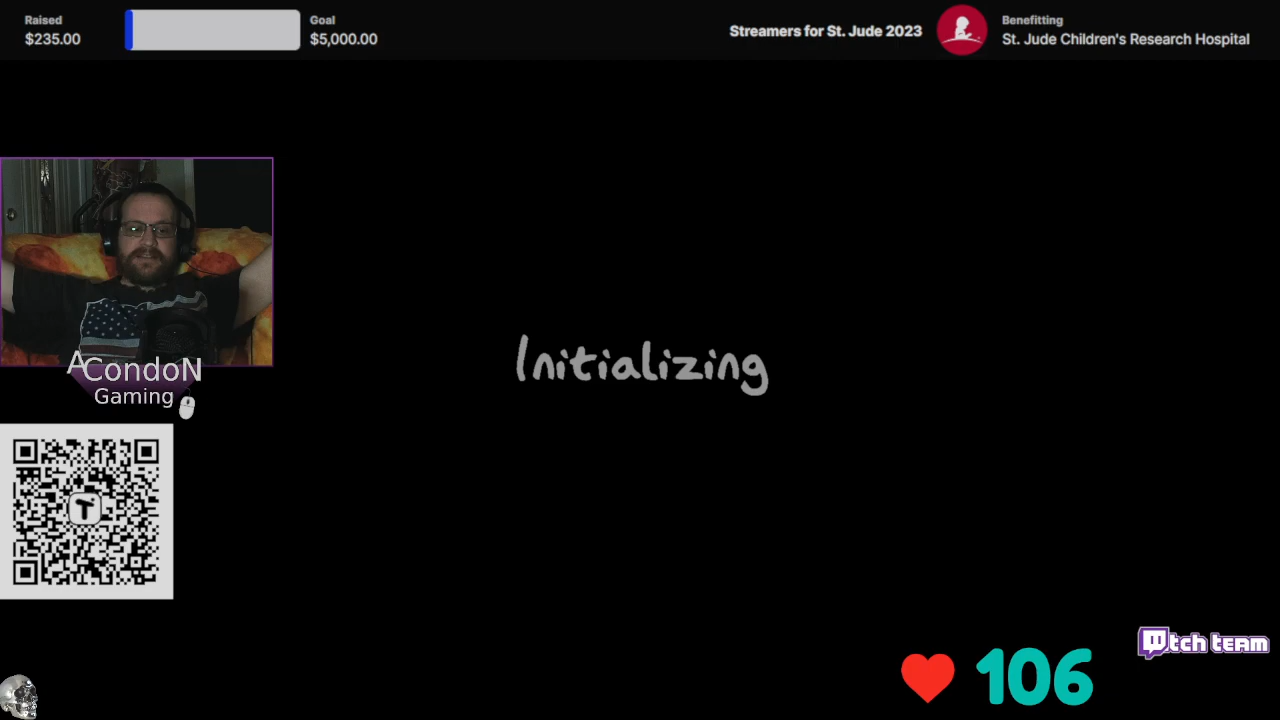 Raised
$235.00
Goal
$5,000.00
Streamers for St. Jude 2023
Benefitting
St. Jude Children's Research Hospital
Initializing
ACondoN
Gaming
T
106
tch team